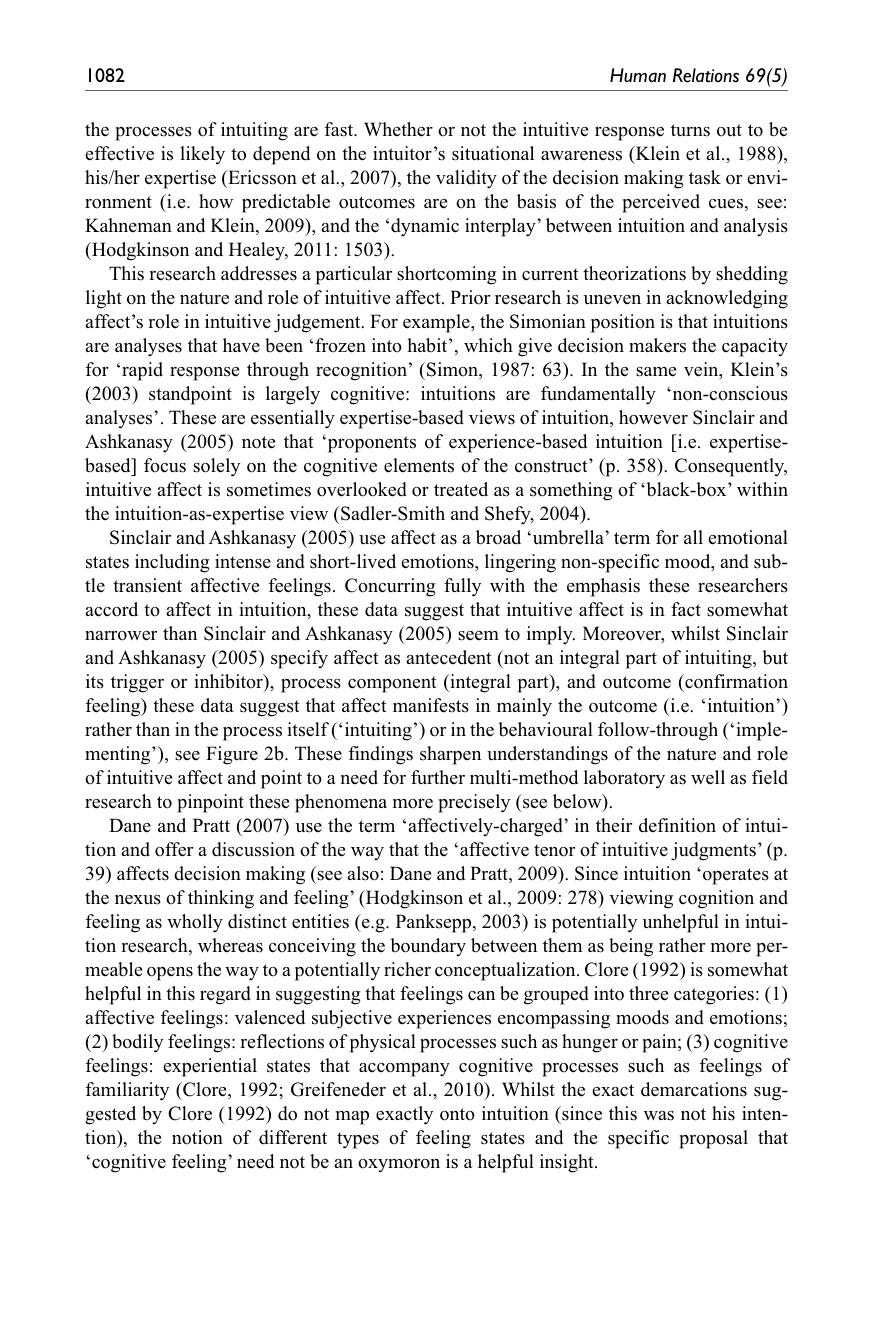 1082
Human Relations 69(5)
the processes of intuiting are fast. Whether or not the intuitive response turns out to be
effective is likely to depend on the intuitor’s situational awareness (Klein et al., 1988),
his/her expertise (Ericsson et al., 2007), the validity of the decision making task or envi-
ronment (i.e. how predictable outcomes are on the basis of the perceived cues, see:
Kahneman and Klein, 2009), and the ‘dynamic interplay’ between intuition and analysis
(Hodgkinson and Healey, 2011: 1503).
This research addresses a particular shortcoming in current theorizations by shedding
light on the nature and role of intuitive affect. Prior research is uneven in acknowledging
affect’s role in intuitive judgement. For example, the Simonian position is that intuitions
are analyses that have been ‘frozen into habit’, which give decision makers the capacity
for ‘rapid response through recognition’ (Simon, 1987: 63). In the same vein, Klein’s
(2003) standpoint is largely cognitive: intuitions are fundamentally ‘non-conscious
analyses’. These are essentially expertise-based views of intuition, however Sinclair and
Ashkanasy (2005) note that ‘proponents of experience-based intuition [i.e. expertise-
based] focus solely on the cognitive elements of the construct’ (p. 358). Consequently,
intuitive affect is sometimes overlooked or treated as a something of ‘black-box’ within
the intuition-as-expertise view (Sadler-Smith and Shefy, 2004).
Sinclair and Ashkanasy (2005) use affect as a broad ‘umbrella’ term for all emotional
states including intense and short-lived emotions, lingering non-specific mood, and sub-
tle transient affective feelings. Concurring fully with the emphasis these researchers
accord to affect in intuition, these data suggest that intuitive affect is in fact somewhat
narrower than Sinclair and Ashkanasy (2005) seem to imply. Moreover, whilst Sinclair
and Ashkanasy (2005) specify affect as antecedent (not an integral part of intuiting, but
its trigger or inhibitor), process component (integral part), and outcome (confirmation
feeling) these data suggest that affect manifests in mainly the outcome (i.e. ‘intuition’)
rather than in the process itself (‘intuiting’) or in the behavioural follow-through (‘imple-
menting’), see Figure 2b. These findings sharpen understandings of the nature and role
of intuitive affect and point to a need for further multi-method laboratory as well as field
research to pinpoint these phenomena more precisely (see below).
Dane and Pratt (2007) use the term ‘affectively-charged’ in their definition of intui-
tion and offer a discussion of the way that the ‘affective tenor of intuitive judgments’ (p.
39) affects decision making (see also: Dane and Pratt, 2009). Since intuition ‘operates at
the nexus of thinking and feeling’ (Hodgkinson et al., 2009: 278) viewing cognition and
feeling as wholly distinct entities (e.g. Panksepp, 2003) is potentially unhelpful in intui-
tion research, whereas conceiving the boundary between them as being rather more per-
meable opens the way to a potentially richer conceptualization. Clore (1992) is somewhat
helpful in this regard in suggesting that feelings can be grouped into three categories: (1)
affective feelings: valenced subjective experiences encompassing moods and emotions;
(2) bodily feelings: reflections of physical processes such as hunger or pain; (3) cognitive
feelings: experiential states that accompany cognitive processes such as feelings of
familiarity (Clore, 1992; Greifeneder et al., 2010). Whilst the exact demarcations sug-
gested by Clore (1992) do not map exactly onto intuition (since this was not his inten-
tion), the notion of different types of feeling states and the specific proposal that
‘cognitive feeling’ need not be an oxymoron is a helpful insight.